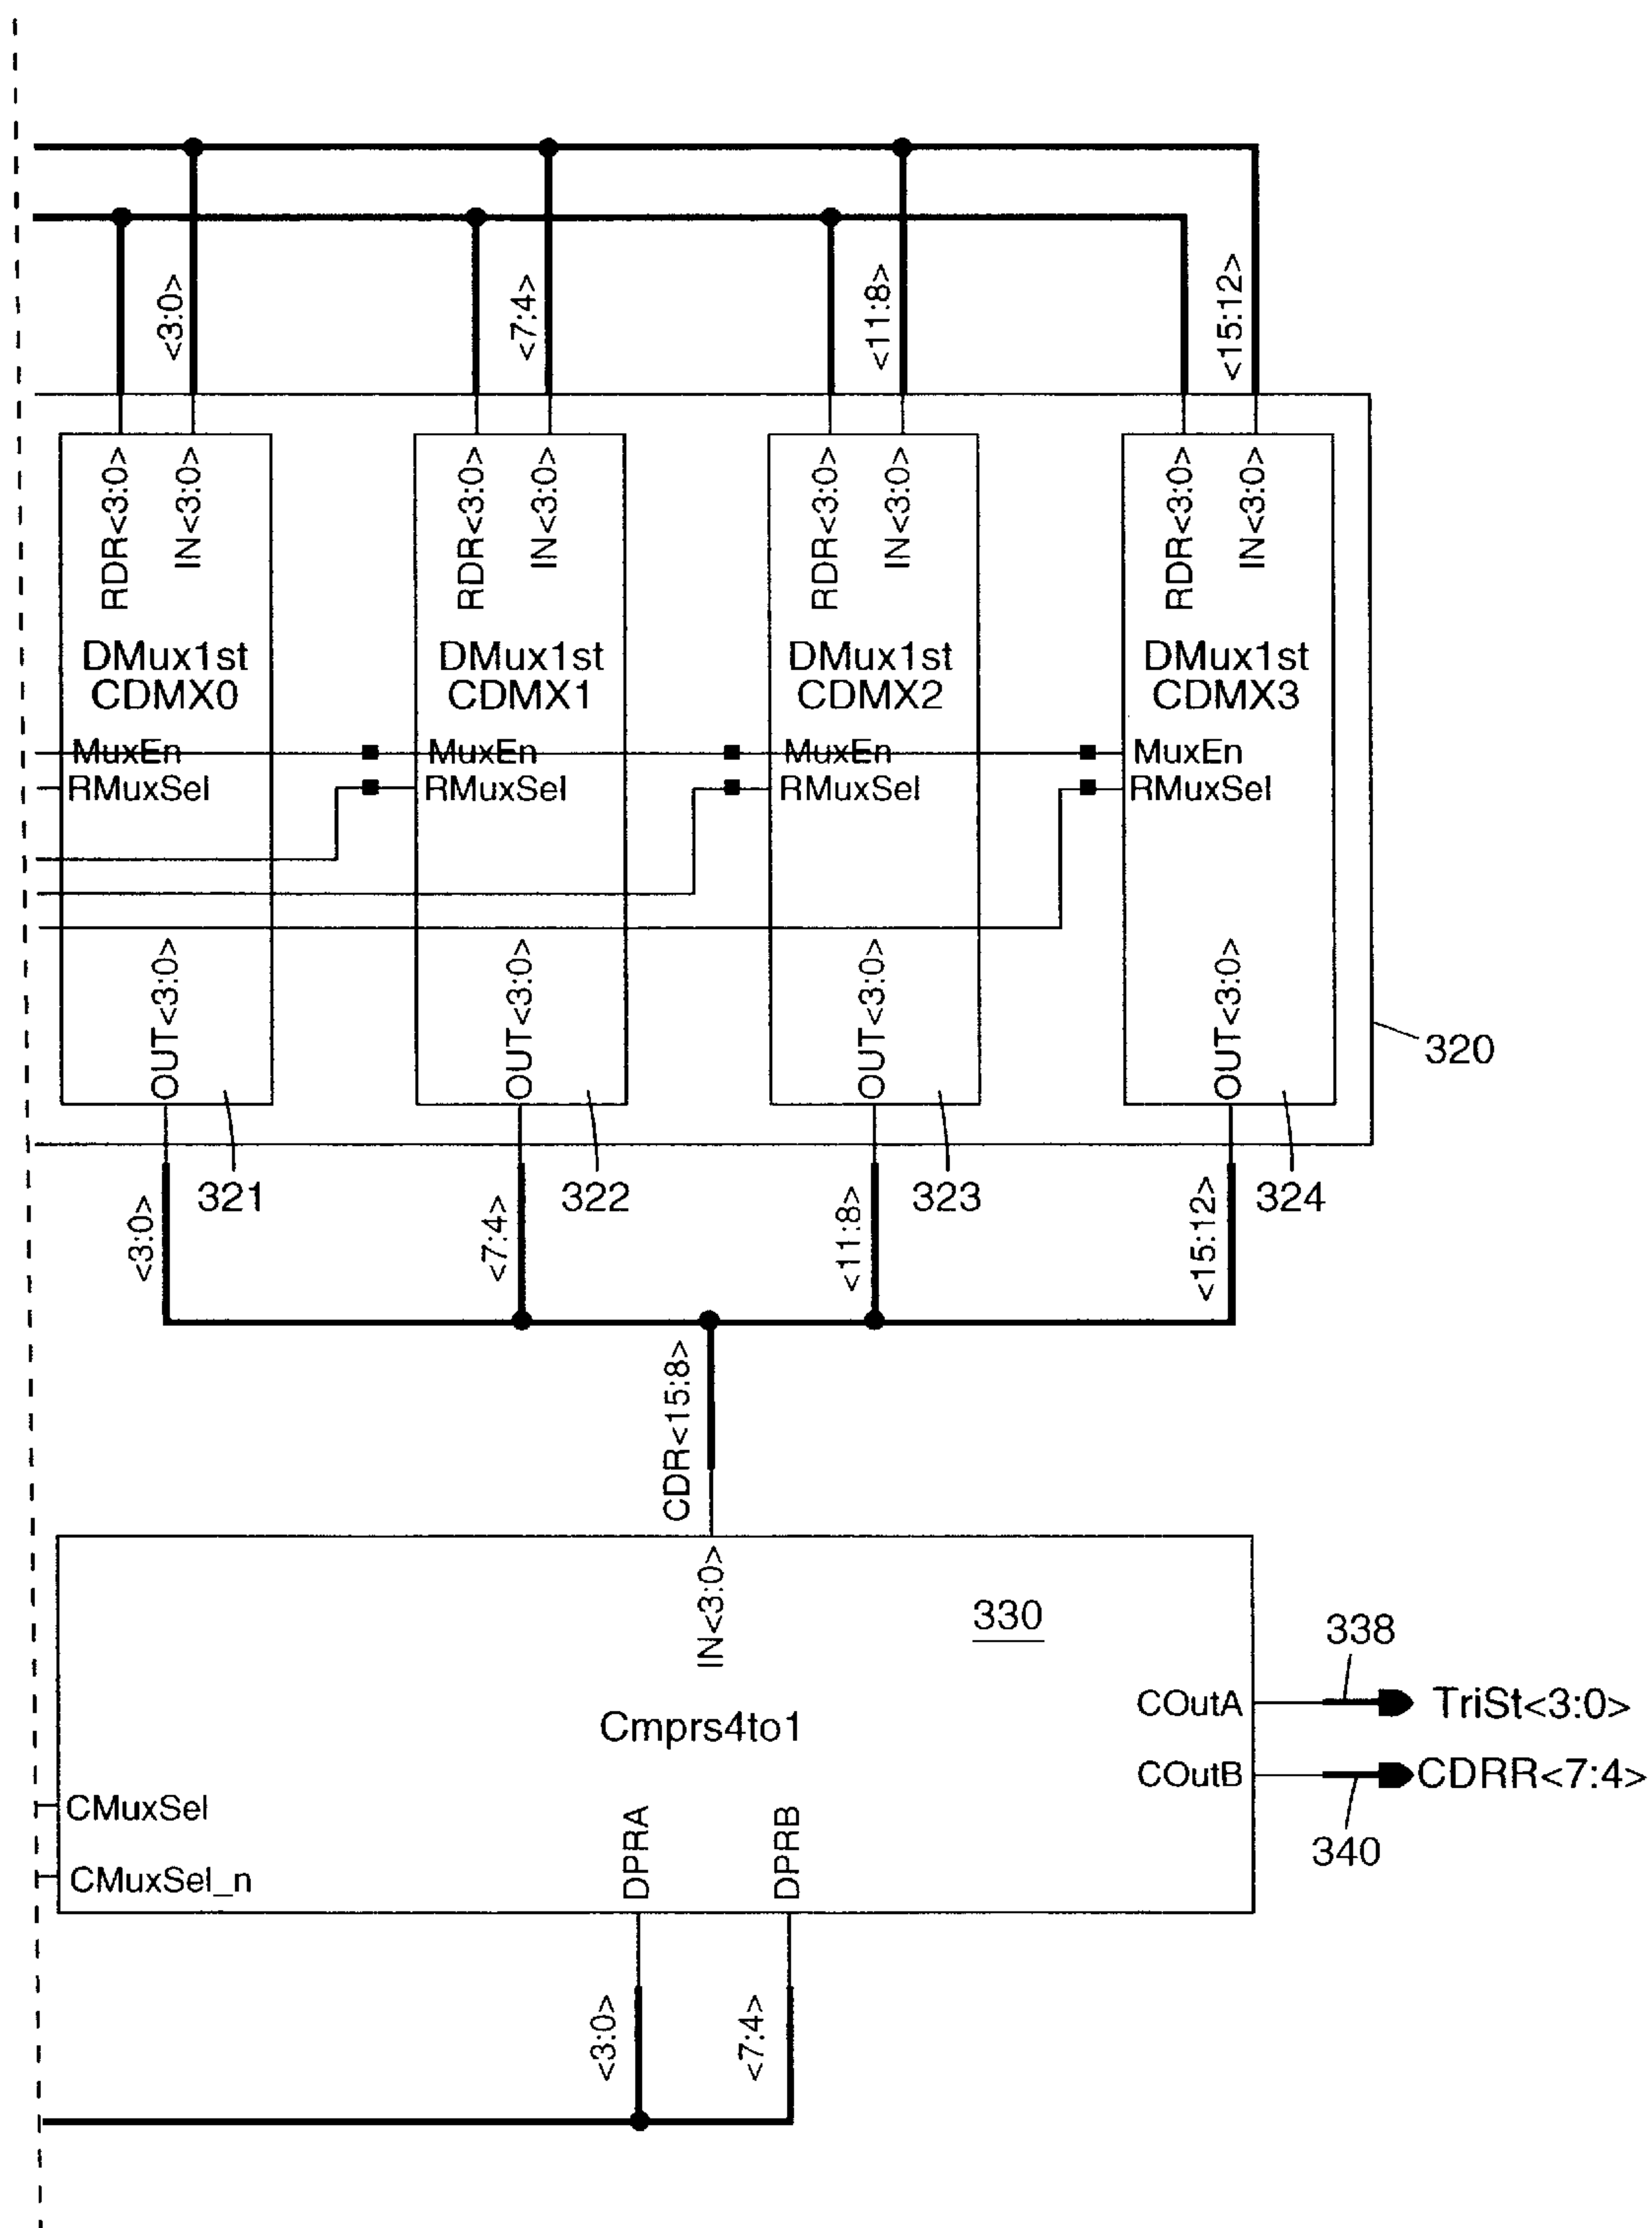 <3:0>
<7:4>
<11:8>
<15:12>
RDR<3:0>
IN<3:0>
RDR<3:0>
IN<3:0>
RDR<3:0>
IN<3:0>
RDR<3:0>
IN<3:0>
DMux1st
CDMX0
DMux1st
CDMX1
DMux1st
CDMX2
DMux1st
CDMX3
MuxEn
RMuxSel
MuxEn
RMuxSel
MuxEn
RMuxSel
MuxEn
RMuxSel
OUT<3:0>
OUT<3:0>
OUT<3:0>
OUT<3:0>
320
321
322
323
324
<3:0>
<7:4>
<11:8>
<15:12>
CDR<15:8>
IN<3:0>
330
338
COutA
TriSt<3:0>
Cmprs4to1
COutB
CDRR<7:4>
340
CMuxSel
CMuxSel_n
DPRA
DPRB
<3:0>
<7:4>